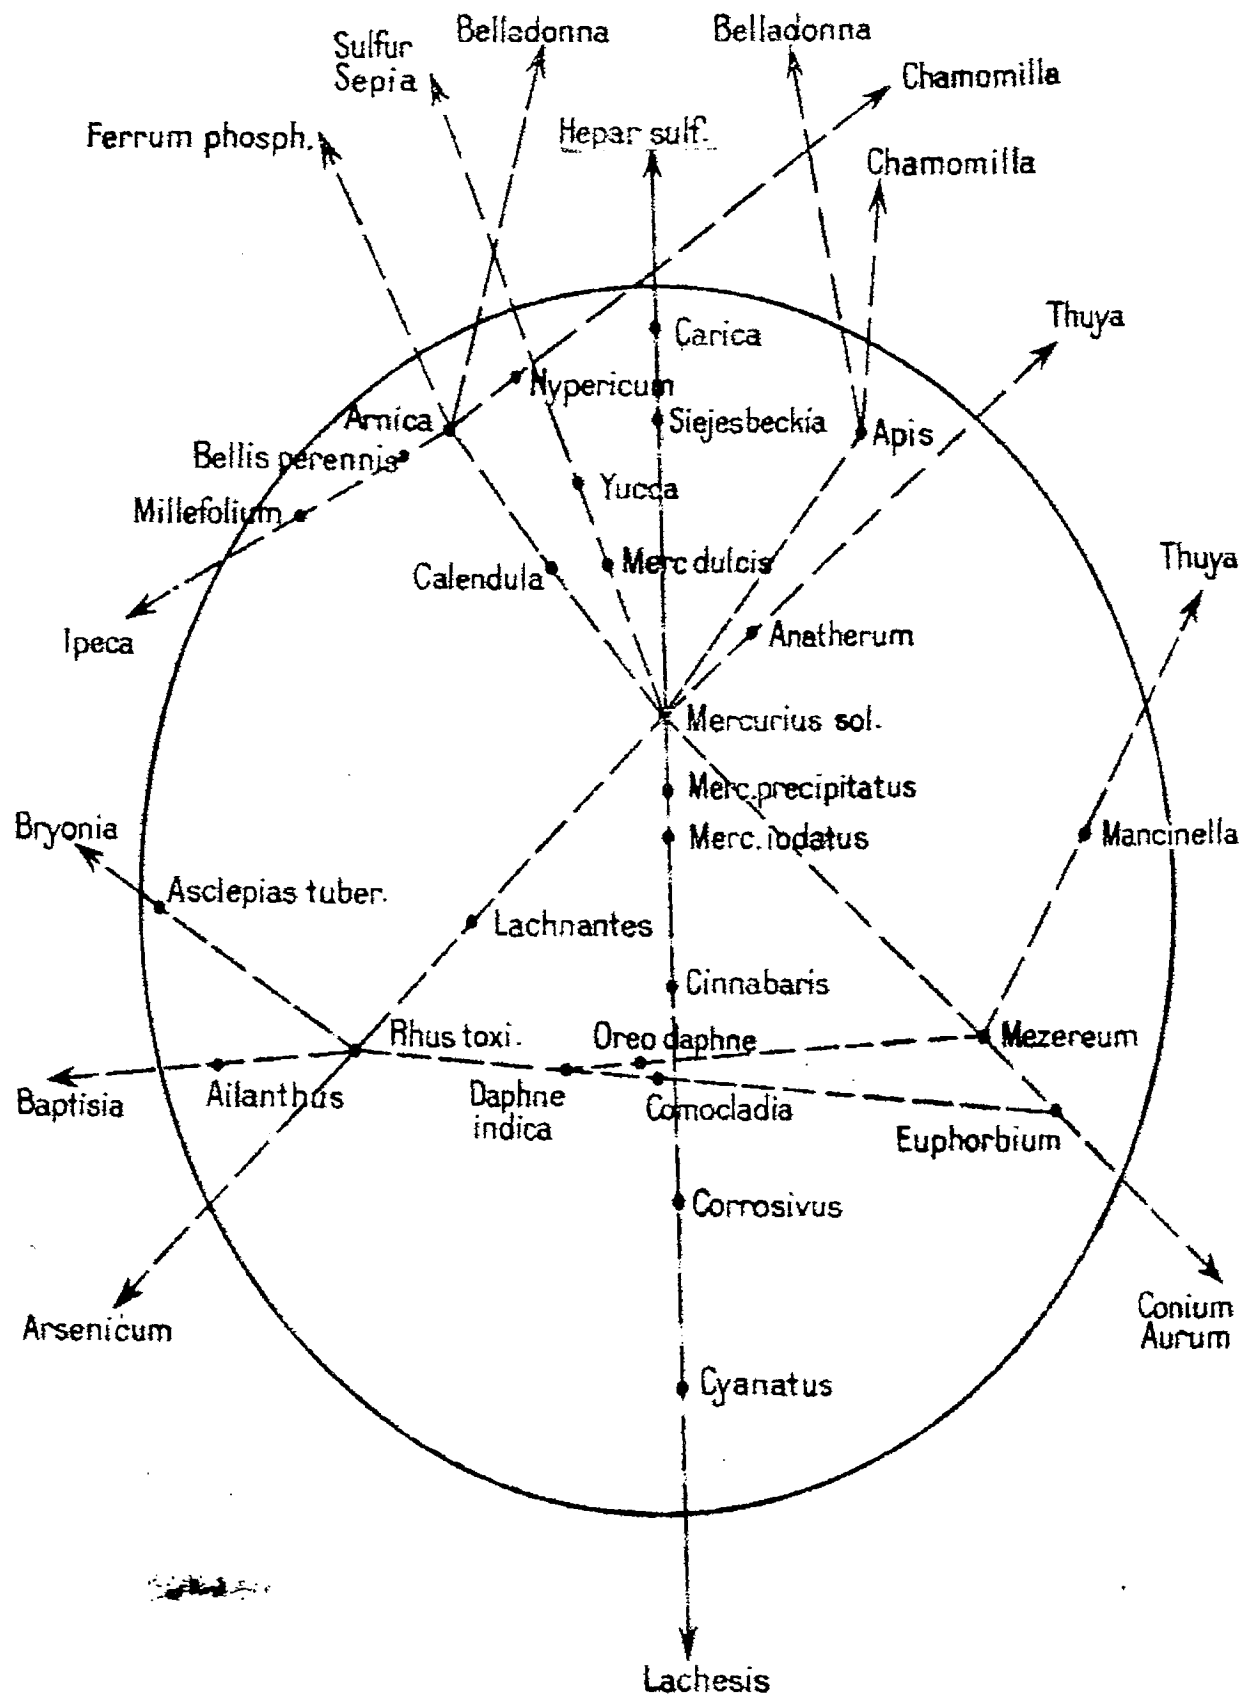 Belladonna
Belladonna
Sulfur
Sepia
Chamomilla
Ferrum phosph.
Hepar sulf.
Chamomilla
Thuya
Carica
Hypericum
Arnica
Siejesbeckia
Apis
Bellis perennis
Yucca
Millefolium
Thuya
Calendula
Merc dulcis
Ipeca
Anatherum
Mercurius sol.
Merc. precipitatus
Bryonia
Merc. iodatus
Mancinella
Asclepias tuber.
Lachnantes
Cinnabaris
Rhus toxi.
Oreo daphne
Mezereum
Baptisia
Ailanthus
Daphne
indica
Comocladia
Euphorbium
Corrosivus
Arsenicum
Conium
Aurum
Cyanatus
Lachesis